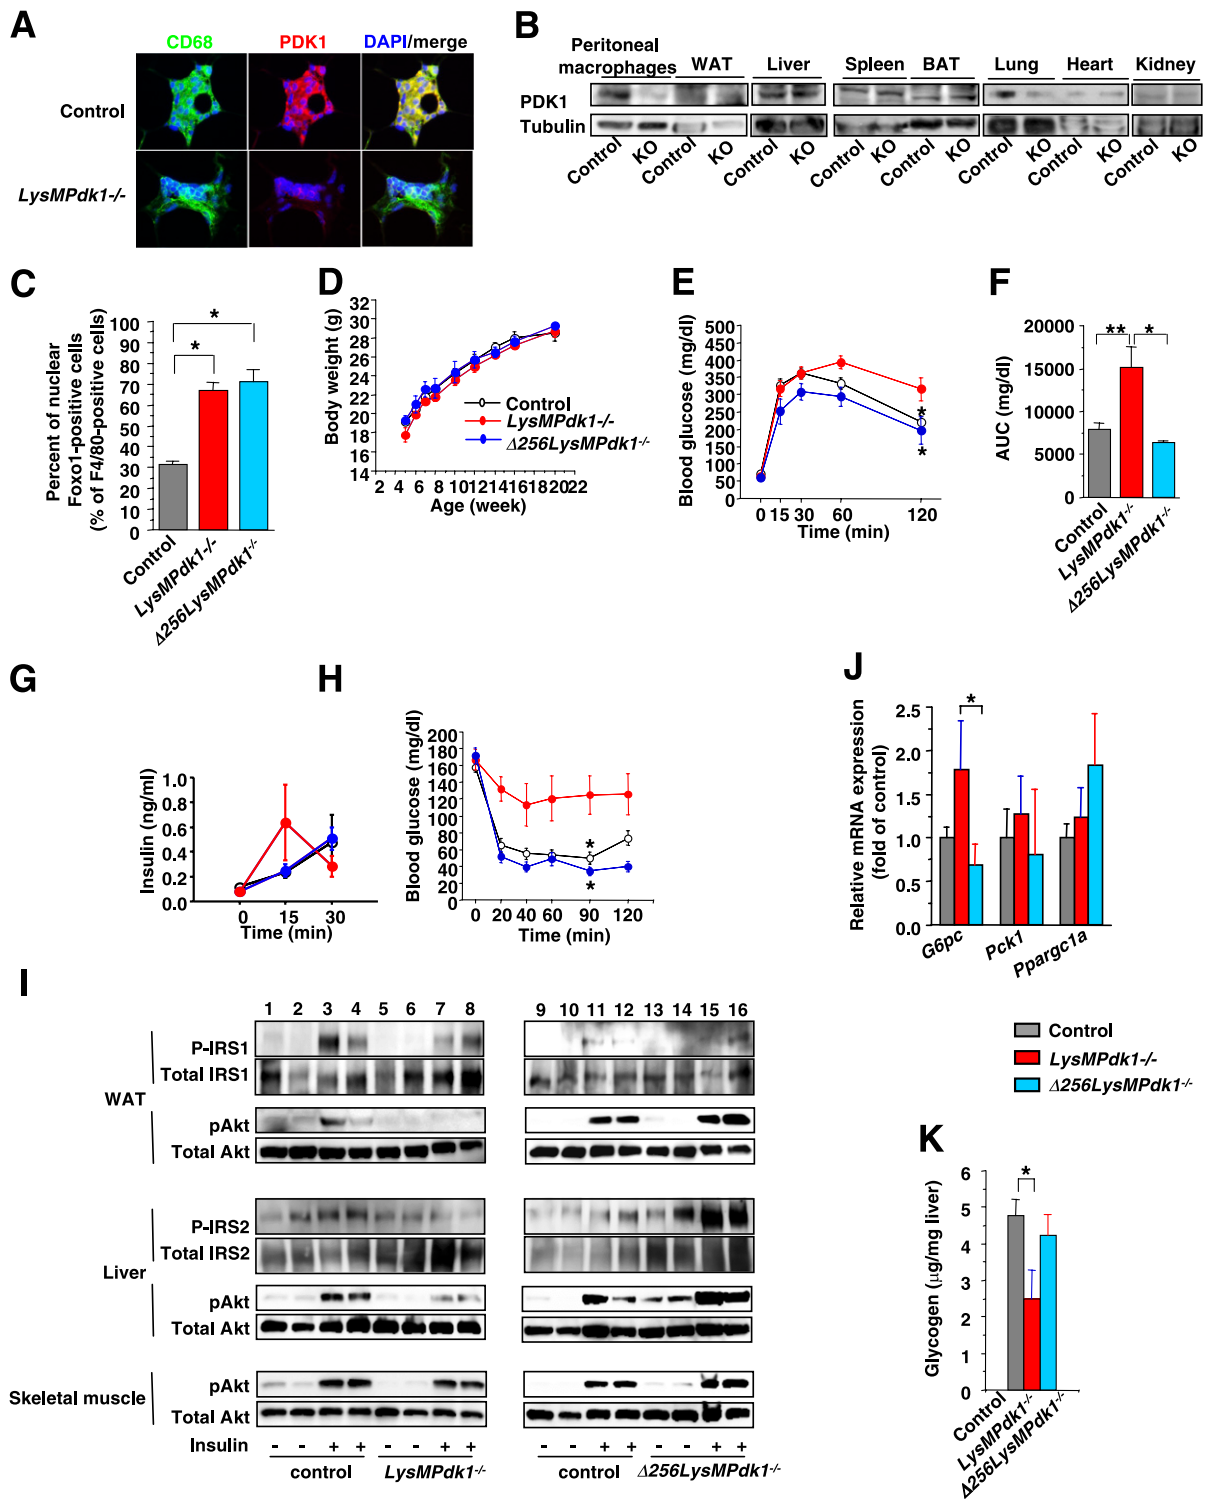 A
CD68 PDK1 DAPI/merge
Control
LysMPdk1-/-
B
Peritoneal macrophages WAT Liver Spleen BAT Lung Heart Kidney
PDK1
Tubulin
Control KO Control KO Control KO Control KO Control KO Control KO Control KO Control KO
C
Percent of nuclear
Foxo1-positive cells
(% of F4/80-positive cells)
100
90
80
70
60
50
40
30
20
10
0
* *
Control
LysMPdk1-/-
Δ256LysMPdk1-/-
D
Body weight (g)
32
30
28
26
24
22
20
18
16
14
2 4 6 8 10 12 14 16 20 22
Age (week)
Control
LysMPdk1-/-
Δ256LysMPdk1-/-
E
Blood glucose (mg/dl)
500
450
400
350
300
250
200
150
100
50
0
*
*
0 15 30 60 120
Time (min)
F
AUC (mg/dl)
20000
15000
10000
5000
0
** *
Control
LysMPdk1-/-
Δ256LysMPdk1-/-
G
Insulin (ng/ml)
1.0
0.8
0.6
0.4
0.2
0.0
0 15 30
Time (min)
H
Blood glucose (mg/dl)
180
160
140
120
100
80
60
40
20
0
*
*
0 20 40 60 90 120
Time (min)
J
Relative mRNA expression
(fold of control)
2.5
2.0
1.5
1.0
0.5
0.0
*
G6pc Pck1 Ppargc1a
Control
LysMPdk1-/-
Δ256LysMPdk1-/-
I
1 2 3 4 5 6 7 8 9 10 11 12 13 14 15 16
WAT
P-IRS1
Total IRS1
pAkt
Total Akt
Liver
P-IRS2
Total IRS2
pAkt
Total Akt
Skeletal muscle
pAkt
Total Akt
Insulin - - + + - - + + - - + + - - + +
control LysMPdk1-/- control Δ256LysMPdk1-/-
K
Glycogen (μg/mg liver)
6
5
4
3
2
1
0
*
Control
LysMPdk1-/-
Δ256LysMPdk1-/-